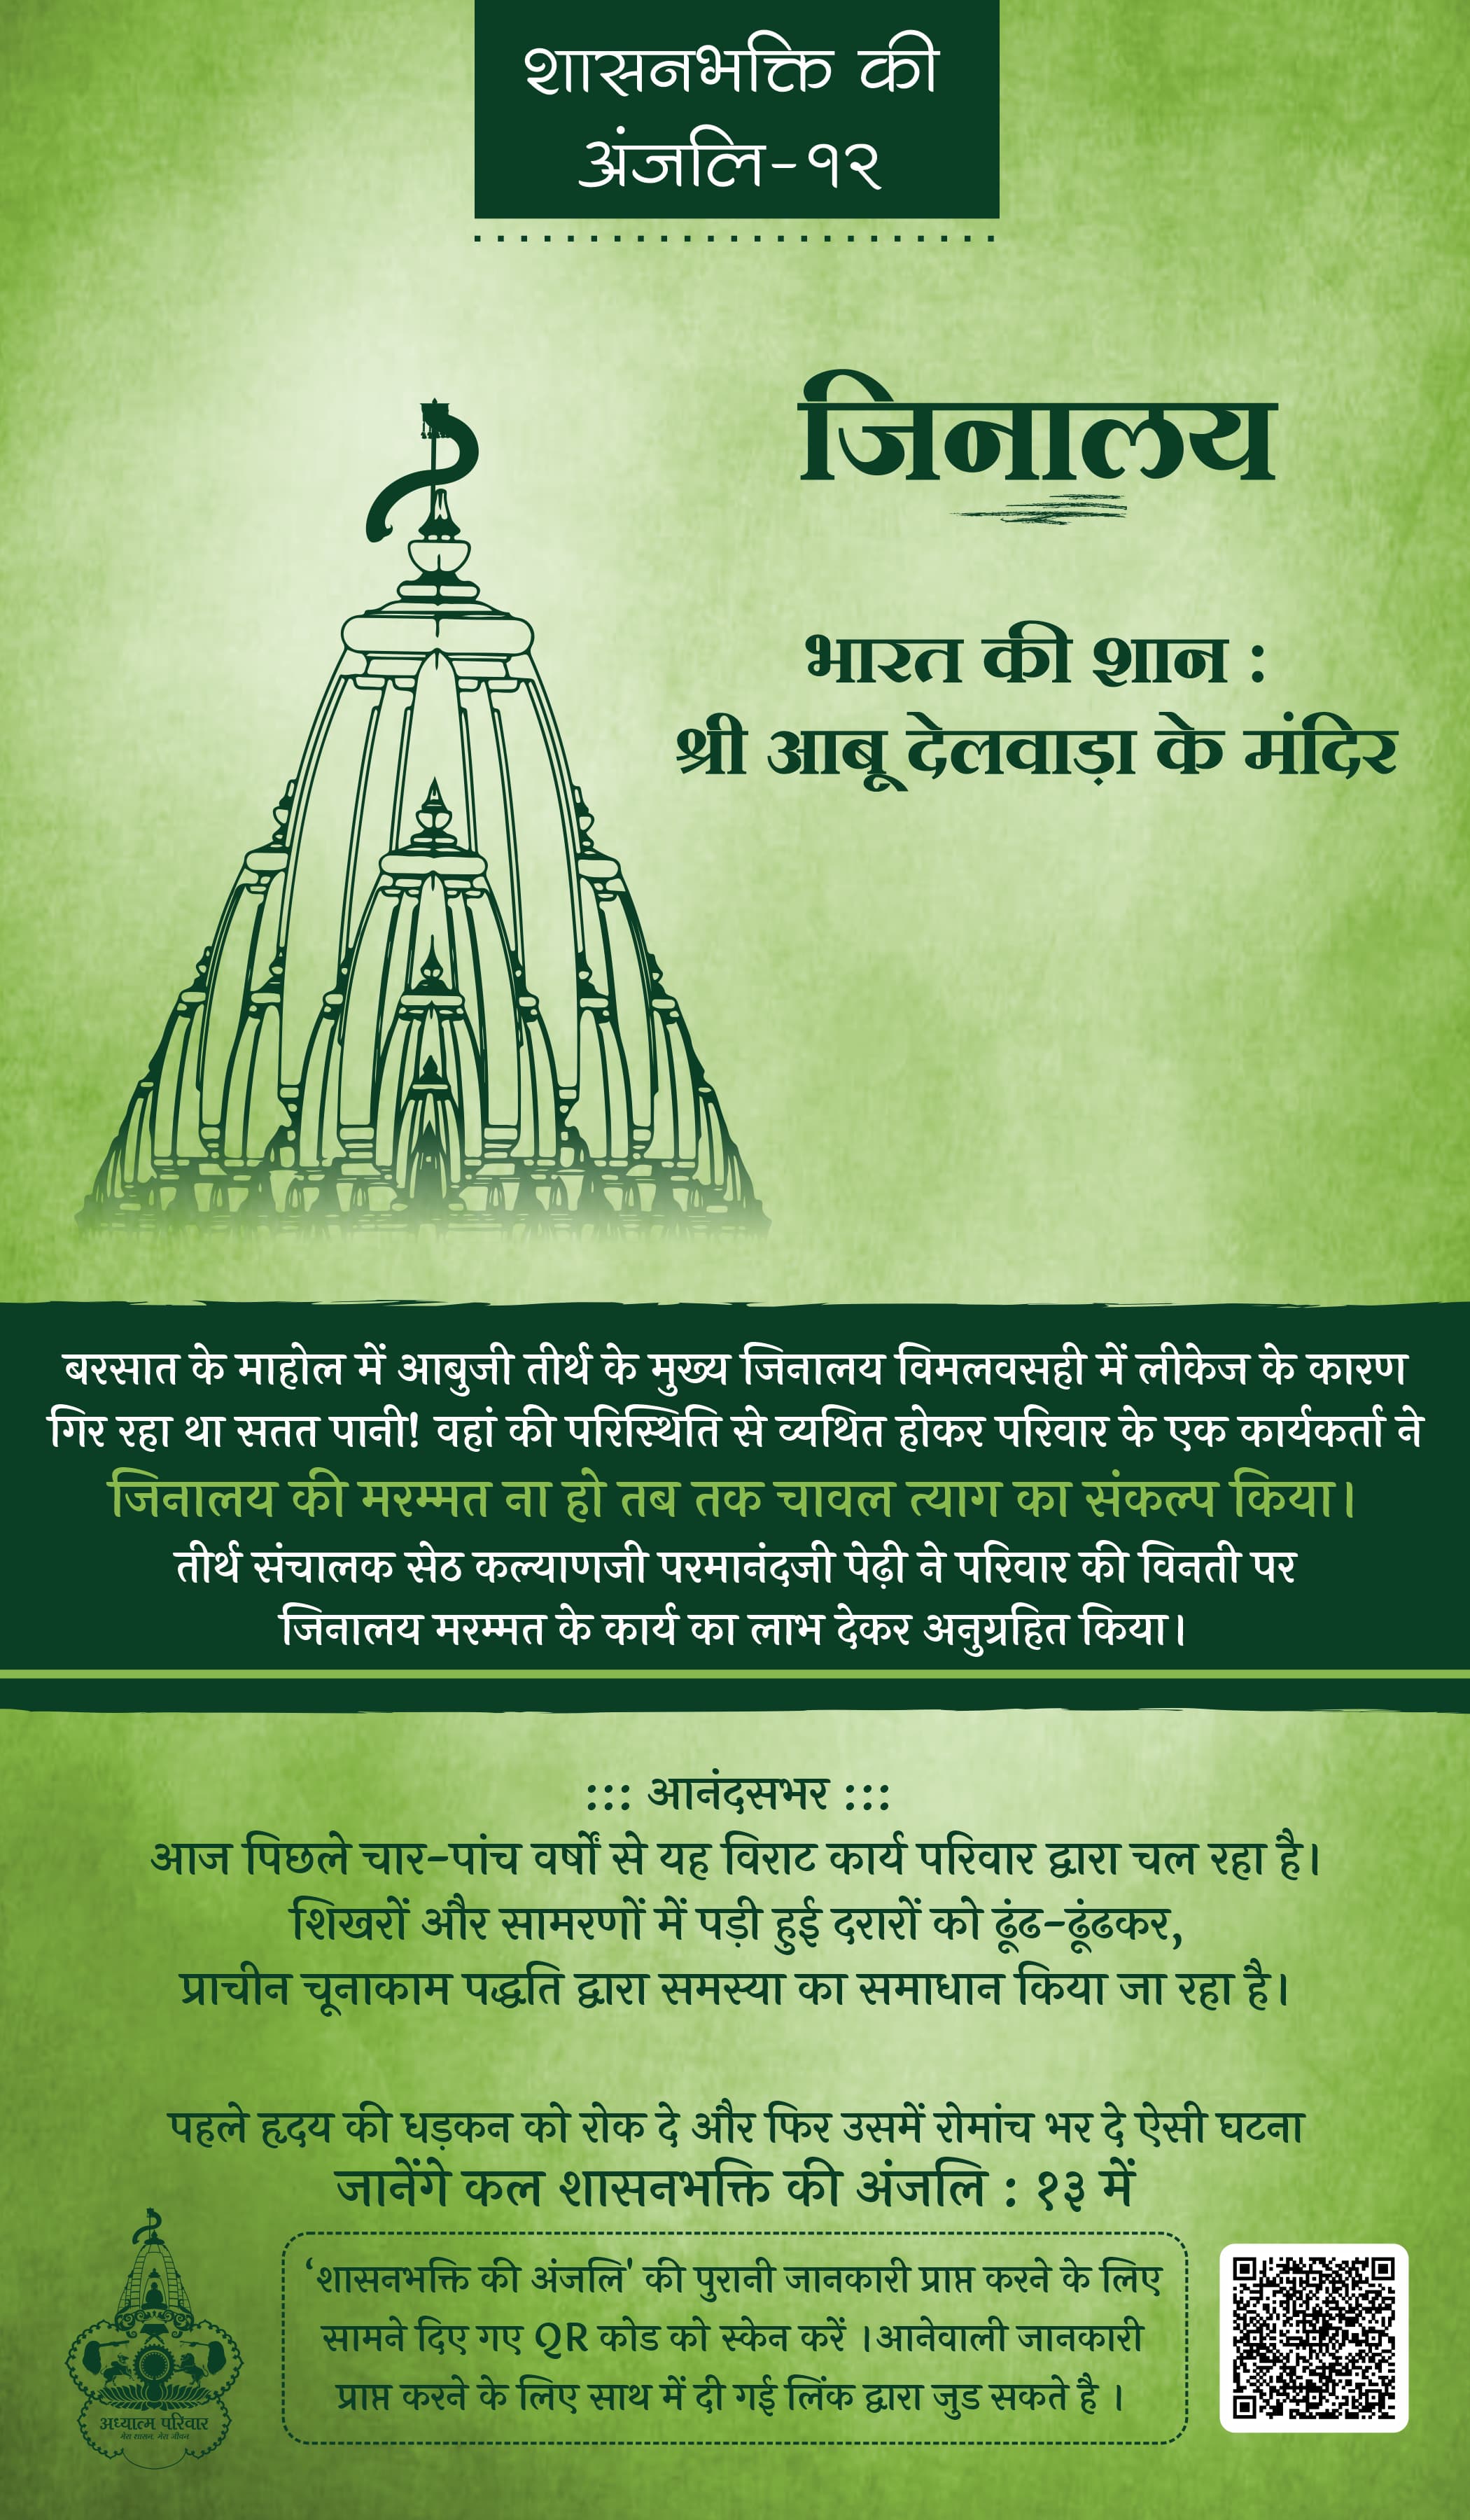 शासनभक्ति की
अंजलि-१२
जिनालय
भारत की शान :
श्री आबू देलवाड़ा के मंदिर
बरसात के माहोल में आबुजी तीर्थ के मुख्य जिनालय विमलवसही में लीकेज के कारण
गिर रहा था सतत पानी! वहां की परिस्थिति से व्यथित होकर परिवार के एक कार्यकर्ता ने
जिनालय की मरम्मत ना हो तब तक चावल त्याग का संकल्प किया।
तीर्थ संचालक सेठ कल्याणजी परमानंदजी पेढ़ी ने परिवार की विनती पर
जिनालय मरम्मत के कार्य का लाभ देकर अनुग्रहित किया।
::: आनंदसभर :::
आज पिछले चार-पांच वर्षों से यह विराट कार्य परिवार द्वारा चल रहा है।
शिखरों और सामरणों में पड़ी हुई दरारों को ढूंढ-ढूंढकर,
प्राचीन चूनाकाम पद्धति द्वारा समस्या का समाधान किया जा रहा है।
पहले हृदय की धड़कन को रोक दे और फिर उसमें रोमांच भर दे ऐसी घटना
जानेंगे कल शासनभक्ति की अंजलि : १३ में
‘शासनभक्ति की अंजलि' की पुरानी जानकारी प्राप्त करने के लिए
सामने दिए गए QR कोड को स्केन करें ।आनेवाली जानकारी
प्राप्त करने के लिए साथ में दी गई लिंक द्वारा जुड सकते है ।
अध्यात्म परिवार
मेरा शासन, मेरा जीवन